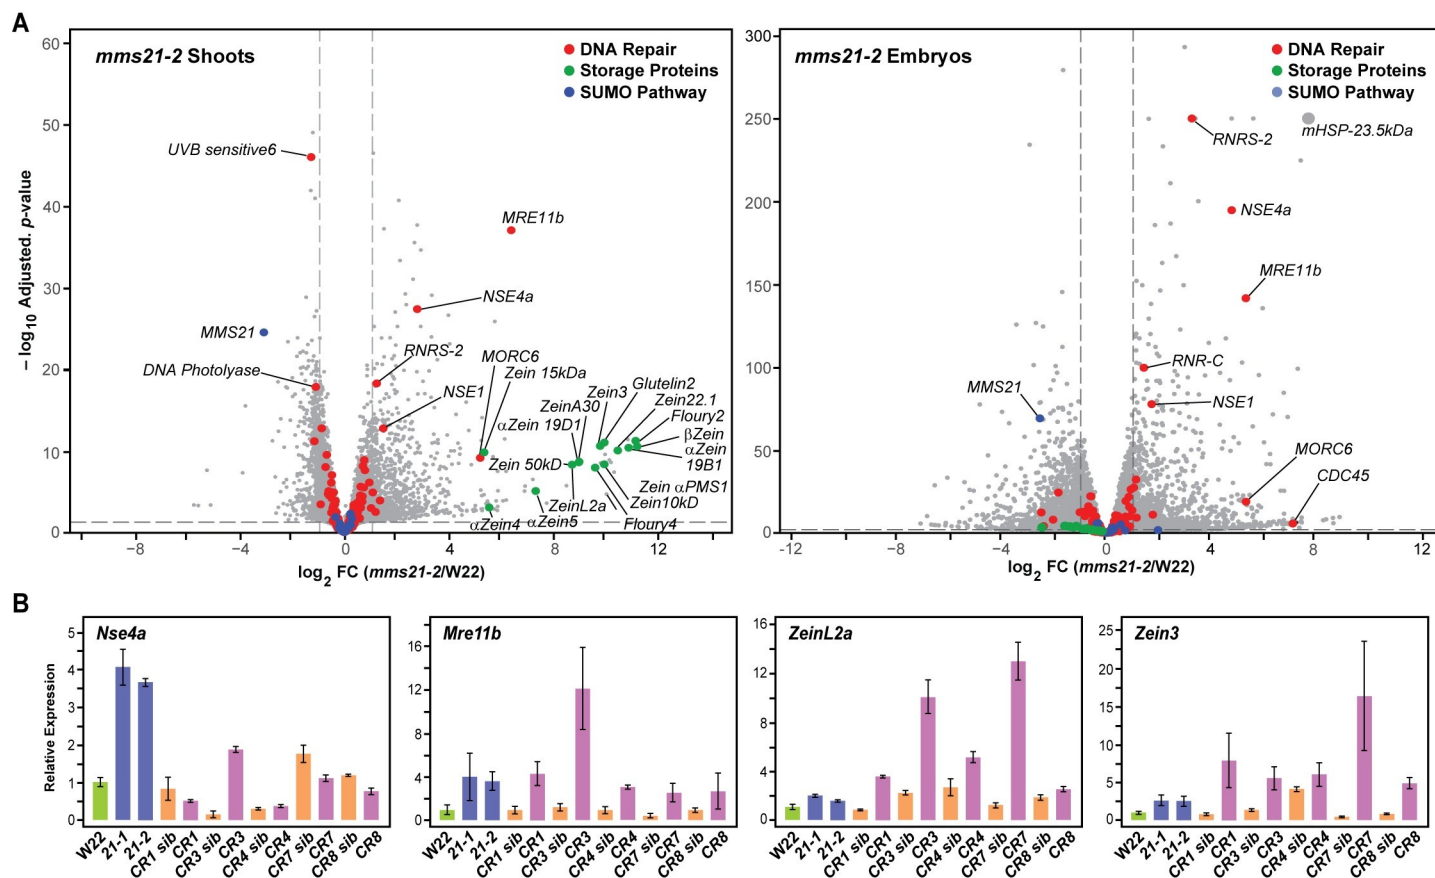 A
mms21-2 Shoots
DNA Repair
Storage Proteins
SUMO Pathway
UVB sensitive6
MRE11b
NSE4a
MMS21
DNA Photolyase
RNRS-2
NSE1
MORC6
Zein 15kDa
Zein3
Glutelin2
ZeinA30
Zein22.1
αZein 19D1
Floury2
βZein
αZein
19B1
Zein 50kD
Zein αPMS1
ZeinL2a
Zein10kD
αZein4
αZein5
Floury4
60
50
40
30
20
10
0
– log10 Adjusted. p-value
−8
−4
0
4
8
12
log2 FC (mms21-2/W22)
mms21-2 Embryos
DNA Repair
Storage Proteins
SUMO Pathway
mHSP-23.5kDa
RNRS-2
NSE4a
MRE11b
RNR-C
MMS21
NSE1
MORC6
CDC45
300
250
200
150
100
50
0
-12
−8
−4
0
4
8
12
log2 FC (mms21-2/W22)
B
Nse4a
Relative Expression
5
4
3
2
1
0
W22
21-1
21-2
CR1 sib
CR1
CR3 sib
CR3
CR4 sib
CR4
CR7 sib
CR7
CR8 sib
CR8
Mre11b
16
12
8
4
0
W22
21-1
21-2
CR1 sib
CR1
CR3 sib
CR3
CR4 sib
CR4
CR7 sib
CR7
CR8 sib
CR8
ZeinL2a
16
12
8
4
0
W22
21-1
21-2
CR1 sib
CR1
CR3 sib
CR3
CR4 sib
CR4
CR7 sib
CR7
CR8 sib
CR8
Zein3
25
20
15
10
5
0
W22
21-1
21-2
CR1 sib
CR1
CR3 sib
CR3
CR4 sib
CR4
CR7 sib
CR7
CR8 sib
CR8